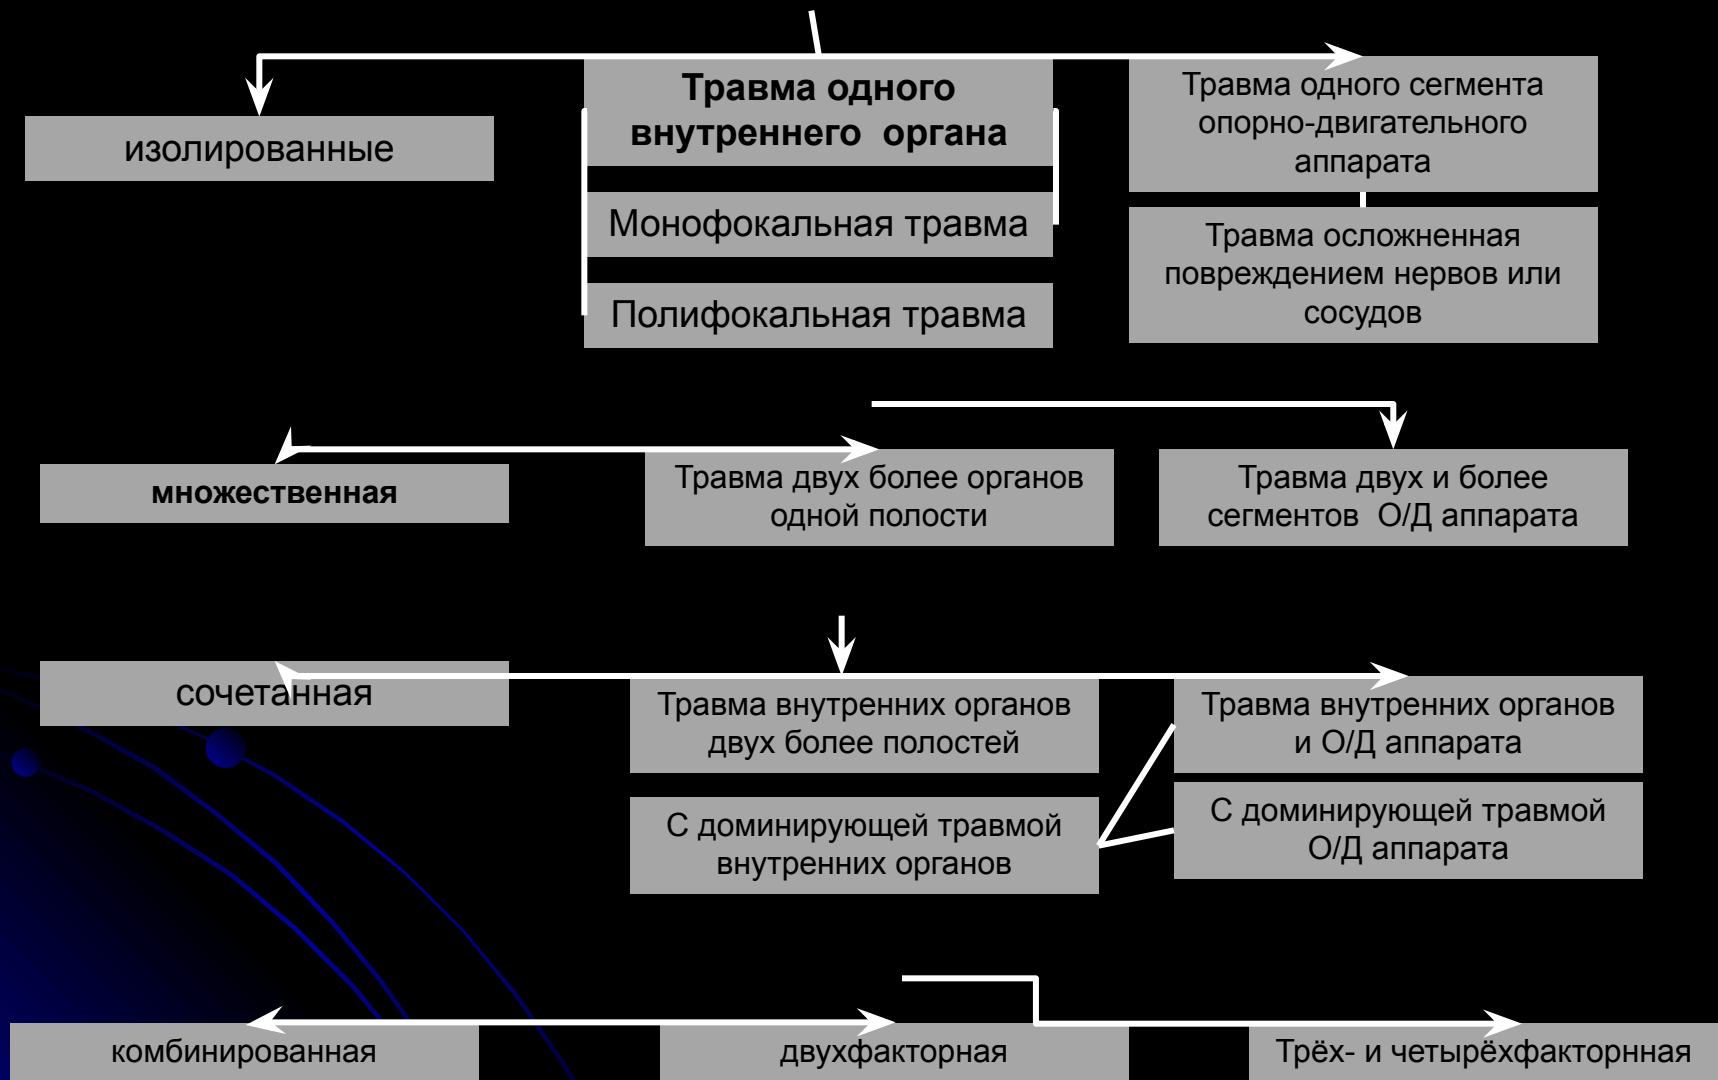 изолированные
Травма одного
внутреннего органа
Монофокальная травма
Полифокальная травма
Травма одного сегмента
опорно-двигательного
аппарата
Травма осложненная
повреждением нервов или
сосудов
множественная
Травма двух более органов
одной полости
Травма двух и более
сегментов О/Д аппарата
сочетанная
Травма внутренних органов
двух более полостей
С доминирующей травмой
внутренних органов
Травма внутренних органов
и О/Д аппарата
С доминирующей травмой
О/Д аппарата
комбинированная
двухфакторная
Трёх- и четырёхфакторнная